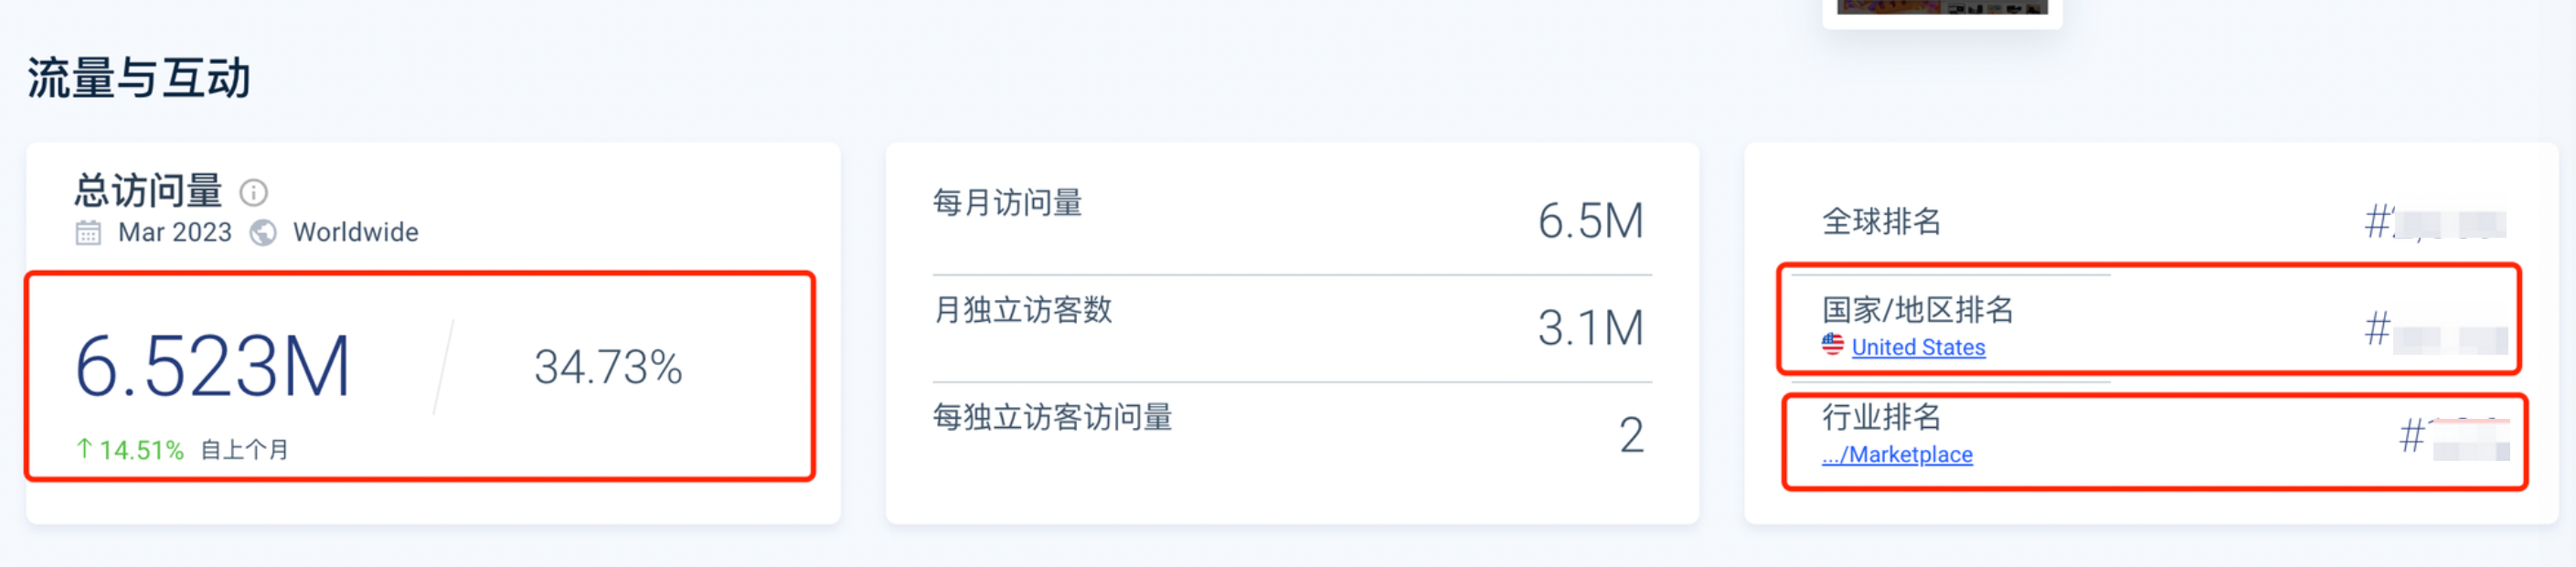 流量与互动
总访问量
Mar 2023 Worldwide
6.523M
34.73%
↑ 14.51% 自上个月
每月访问量
6.5M
月独立访客数
3.1M
每独立访客访问量
2
全球排名
#
国家/地区排名
#
United States
行业排名
#
.../Marketplace